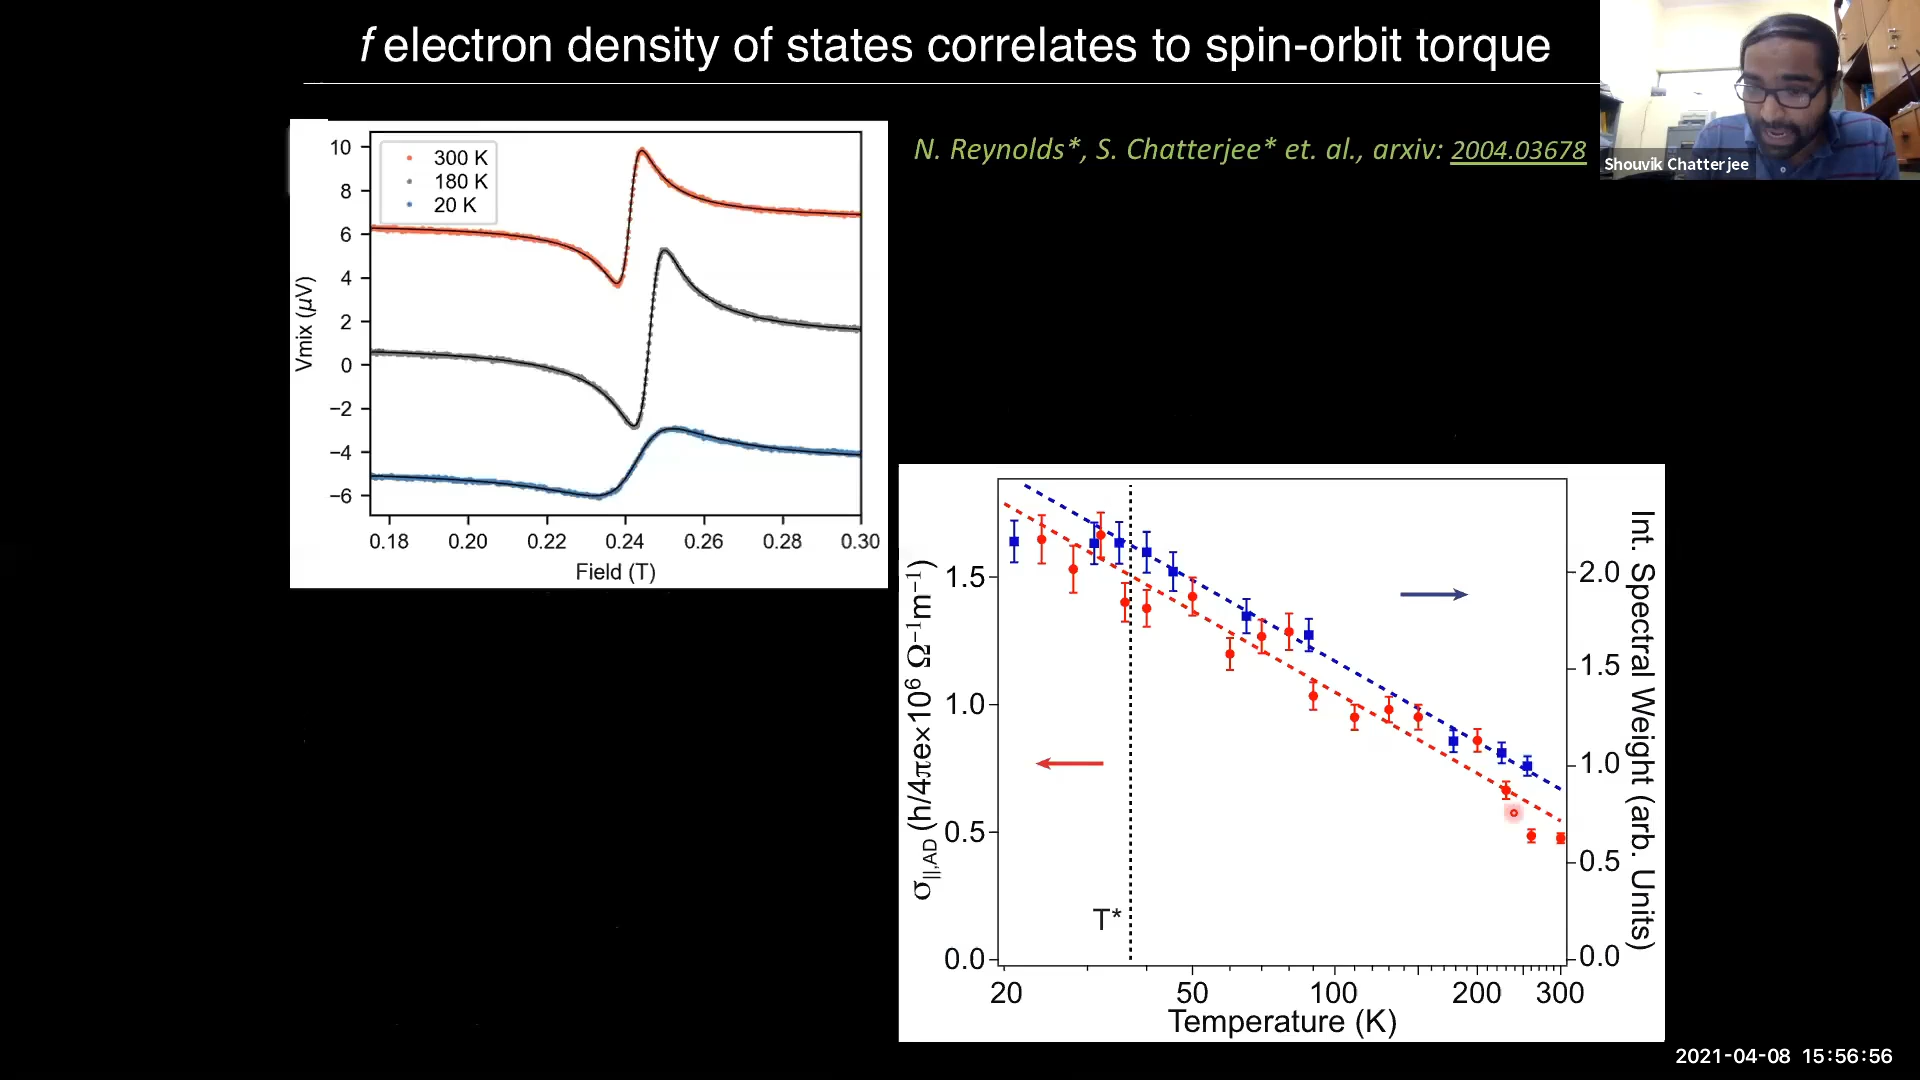 f electron density of states correlates to spin-orbit torque
N. Reynolds*, S. Chatterjee* et. al., arxiv: 2004.03678
Shouvik Chatterjee
300 K
180 K
20 K
10
8
6
4
2
0
−2
−4
−6
Vmix (μV)
0.18 0.20 0.22 0.24 0.26 0.28 0.30
Field (T)
1.5
1.0
0.5
0.0
σ||,AD (h/4πe×10⁶ Ω⁻¹m⁻¹)
2.0
1.5
1.0
0.5
0.0
Int. Spectral Weight (arb. Units)
T*
20 50 100 200 300
Temperature (K)
2021-04-08 15:56:56